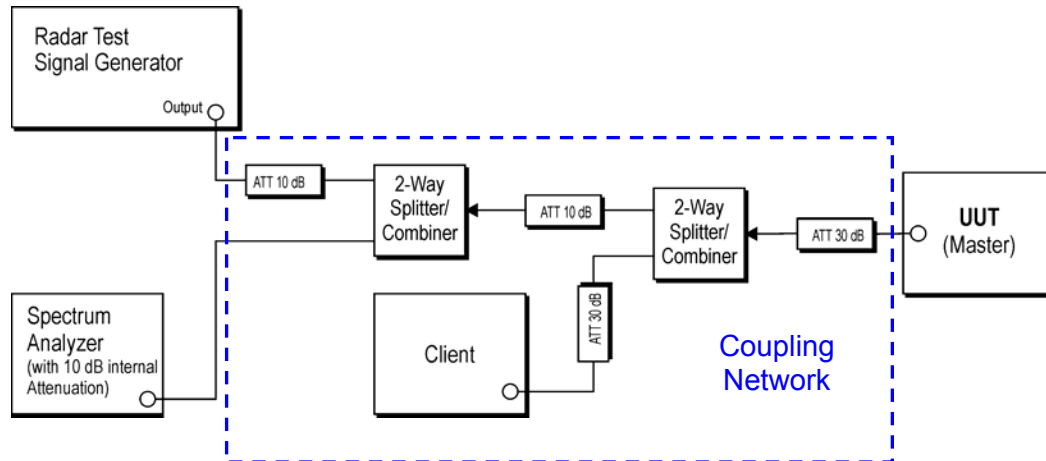 Radar Test
Signal Generator
Output
ATT 10 dB
2-Way
Splitter/
Combiner
ATT 10 dB
2-Way
Splitter/
Combiner
ATT 30 dB
UUT
(Master)
Spectrum
Analyzer
(with 10 dB internal
Attenuation)
Client
ATT 30 dB
Coupling
Network